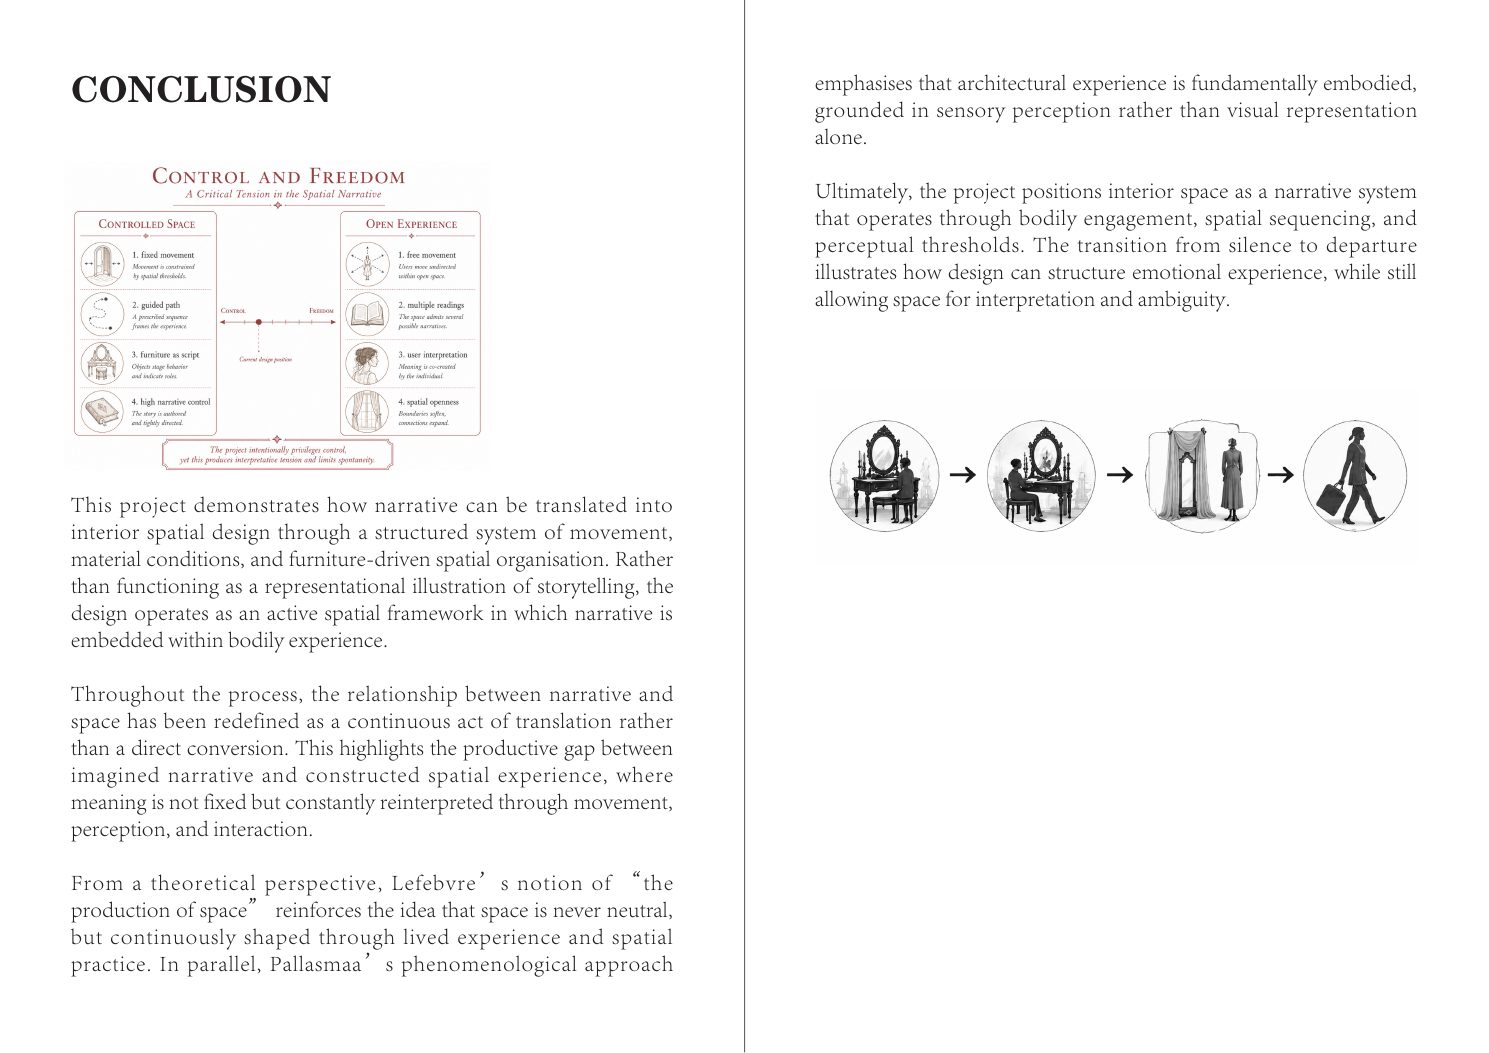 CONCLUSION
CONTROL AND FREEDOM
A Critical Tension in the Spatial Narrative
CONTROLLED SPACE
1. fixed movement
Movement is constrained
by spatial thresholds.
2. guided path
A prescribed sequence
frames the experience.
3. furniture as script
Objects stage behavior
and indicate roles.
4. high narrative control
The story is authored
and tightly directed.
CONTROL
FREEDOM
Current design position
OPEN EXPERIENCE
1. free movement
Users move undirected
within open space.
2. multiple readings
The space admits several
possible narratives.
3. user interpretation
Meaning is co-created
by the individual.
4. spatial openness
Boundaries soften,
connections expand.
The project intentionally privileges control,
yet this produces interpretative tension and limits spontaneity.
This project demonstrates how narrative can be translated into
interior spatial design through a structured system of movement,
material conditions, and furniture-driven spatial organisation. Rather
than functioning as a representational illustration of storytelling, the
design operates as an active spatial framework in which narrative is
embedded within bodily experience.
Throughout the process, the relationship between narrative and
space has been redefined as a continuous act of translation rather
than a direct conversion. This highlights the productive gap between
imagined narrative and constructed spatial experience, where
meaning is not fixed but constantly reinterpreted through movement,
perception, and interaction.
From a theoretical perspective, Lefebvre’s notion of “the
production of space” reinforces the idea that space is never neutral,
but continuously shaped through lived experience and spatial
practice. In parallel, Pallasmaa’s phenomenological approach
emphasises that architectural experience is fundamentally embodied,
grounded in sensory perception rather than visual representation
alone.
Ultimately, the project positions interior space as a narrative system
that operates through bodily engagement, spatial sequencing, and
perceptual thresholds. The transition from silence to departure
illustrates how design can structure emotional experience, while still
allowing space for interpretation and ambiguity.